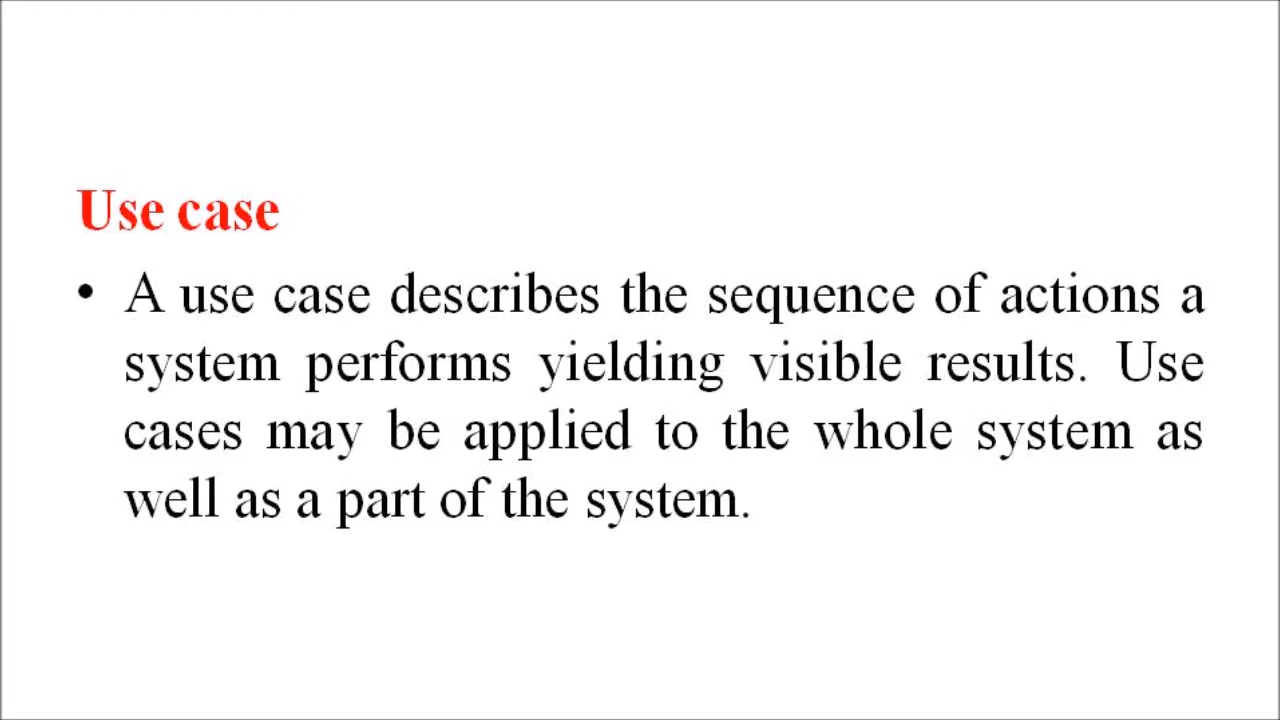 Use case
• A use case describes the sequence of actions a
system performs yielding visible results. Use
cases may be applied to the whole system as
well as a part of the system.